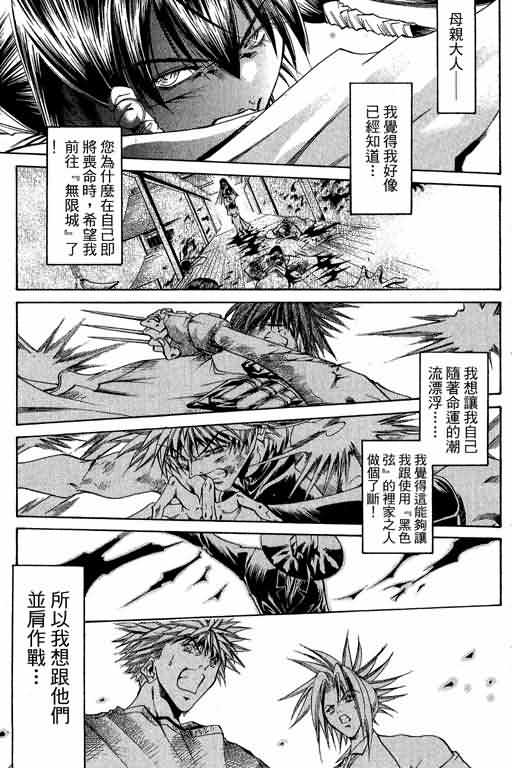 母親大人——
我覺得我好像
已經知道…
您為什麼在自己即
將喪命時，希望我
前往『無限城』了
！
我想讓我自己
隨著命運的潮
流漂浮……
我覺得這能夠讓
我跟使用『黑色
弦』的裡家之人
做個了斷！
所以我想跟他們
並肩作戰…